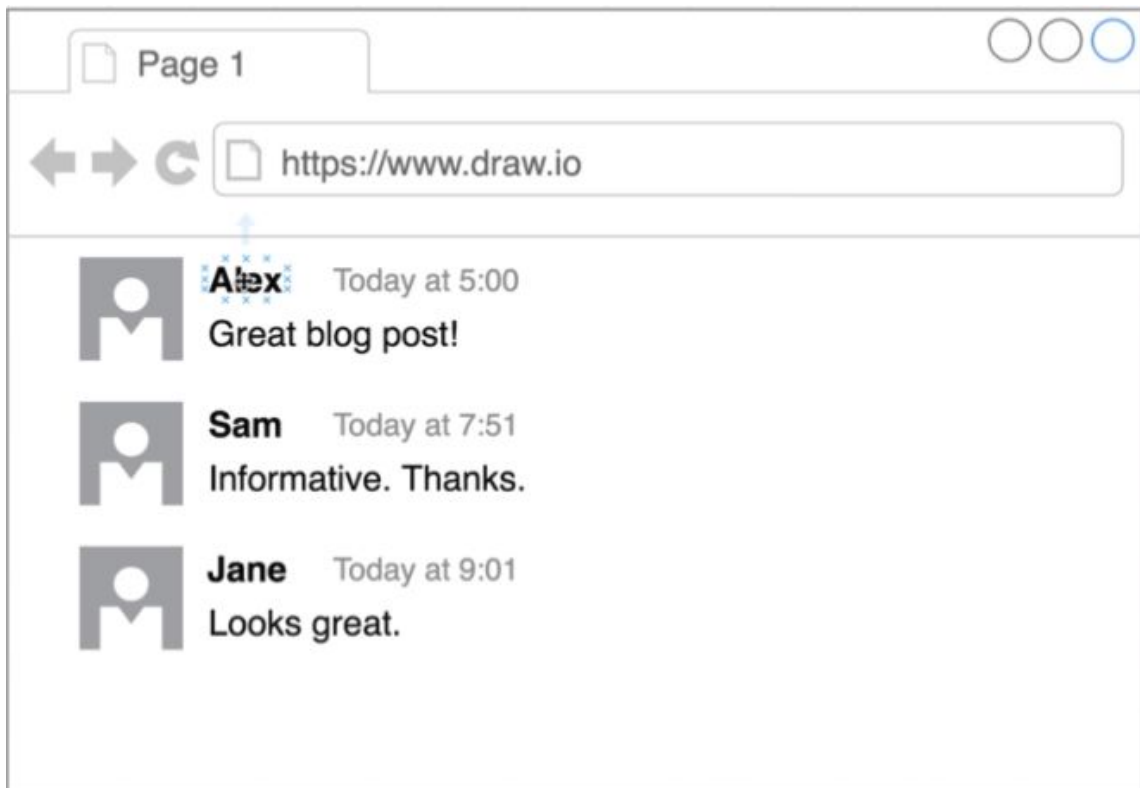 Page 1
https://www.draw.io
Alex Today at 5:00
Great blog post!
Sam Today at 7:51
Informative. Thanks.
Jane Today at 9:01
Looks great.